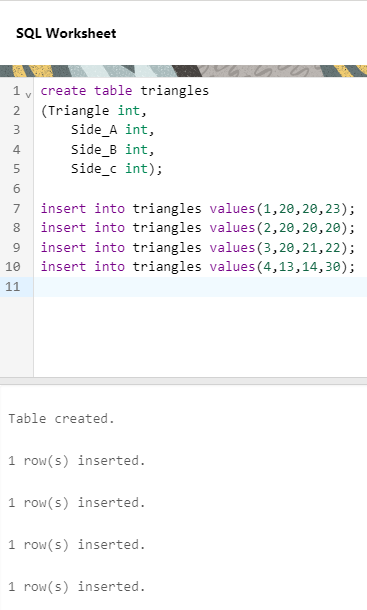 SQL Worksheet
1 create table triangles
2 (Triangle int,
3     Side_A int,
4     Side_B int,
5     Side_c int);
6
7 insert into triangles values(1,20,20,23);
8 insert into triangles values(2,20,20,20);
9 insert into triangles values(3,20,21,22);
10 insert into triangles values(4,13,14,30);
11
Table created.
1 row(s) inserted.
1 row(s) inserted.
1 row(s) inserted.
1 row(s) inserted.